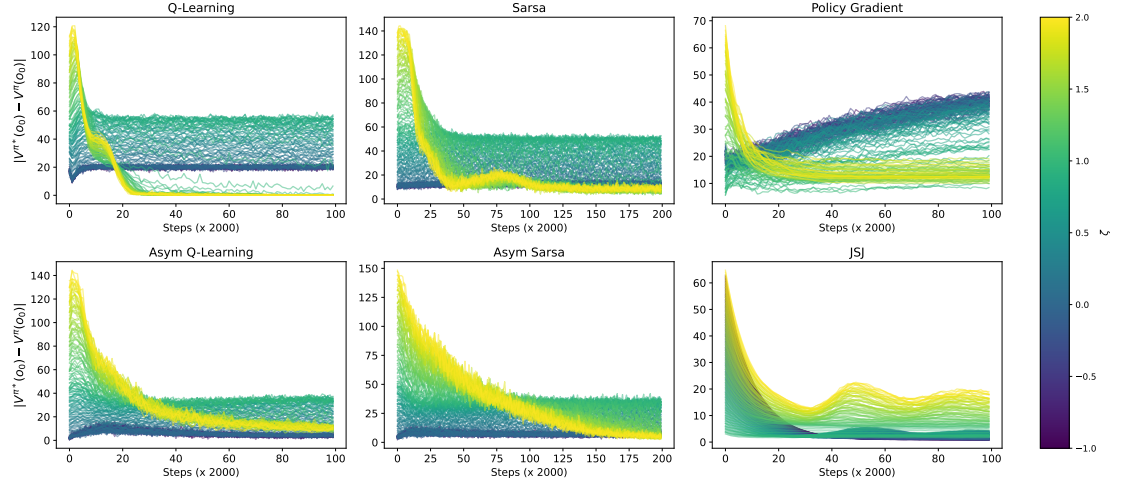 Q-Learning
Sarsa
Policy Gradient
|V^{π*}(o₀) − V^π(o₀)|
120
100
80
60
40
20
0
0 20 40 60 80 100
Steps (x 2000)
140
120
100
80
60
40
20
0
0 25 50 75 100 125 150 175 200
Steps (x 2000)
70
60
50
40
30
20
10
0 20 40 60 80 100
Steps (x 2000)
Asym Q-Learning
Asym Sarsa
JSJ
|V^{π*}(o₀) − V^π(o₀)|
140
120
100
80
60
40
20
0
0 20 40 60 80 100
Steps (x 2000)
150
125
100
75
50
25
0
0 25 50 75 100 125 150 175 200
Steps (x 2000)
60
50
40
30
20
10
0
0 20 40 60 80 100
Steps (x 2000)
2.0
1.5
1.0
0.5
0.0
−0.5
−1.0
ζ